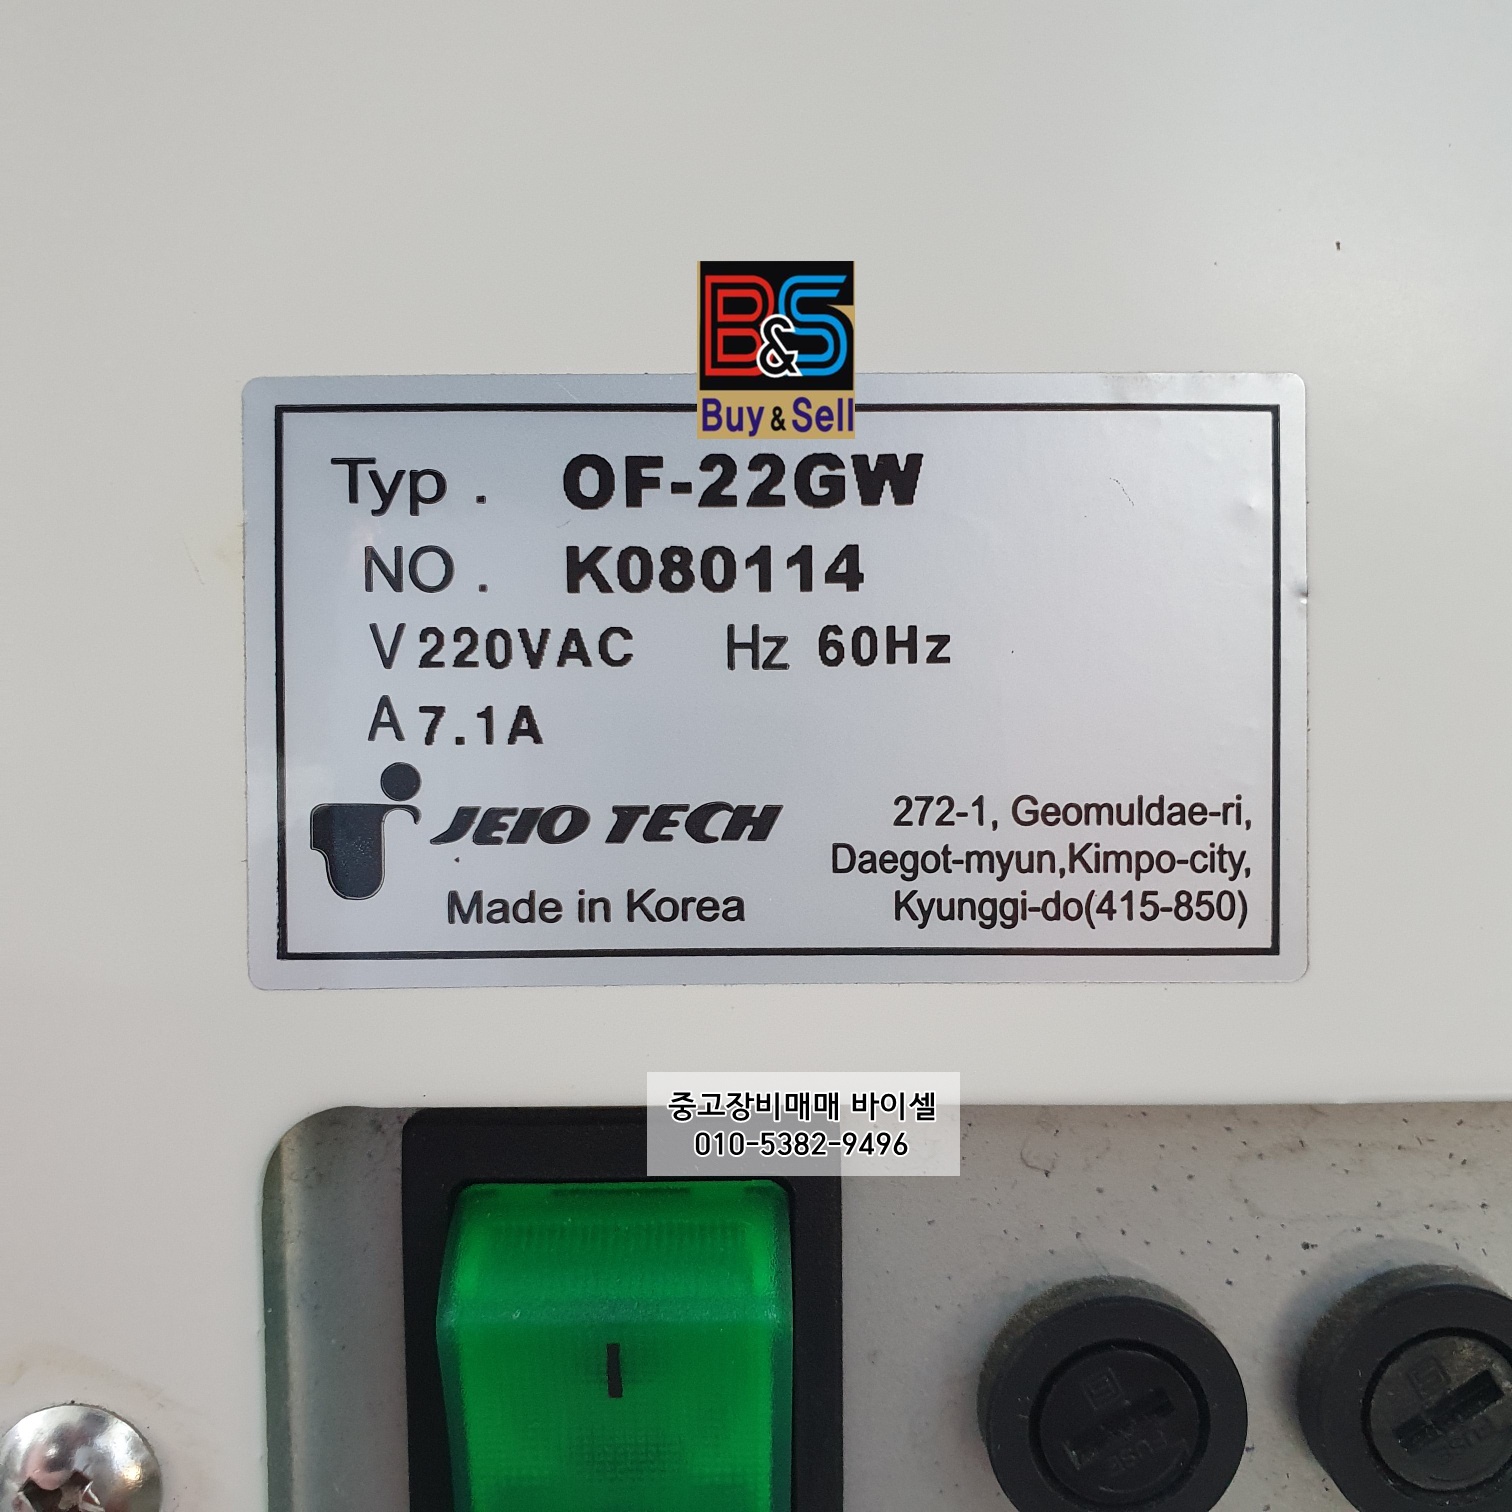 B&S
Buy & Sell
Typ . OF-22GW
NO . K080114
V 220VAC Hz 60Hz
A 7.1A
JEIO TECH
Made in Korea
272-1, Geomuldae-ri,
Daegot-myun,Kimpo-city,
Kyunggi-do(415-850)
중고장비매매 바이셀
010-5382-9496
I